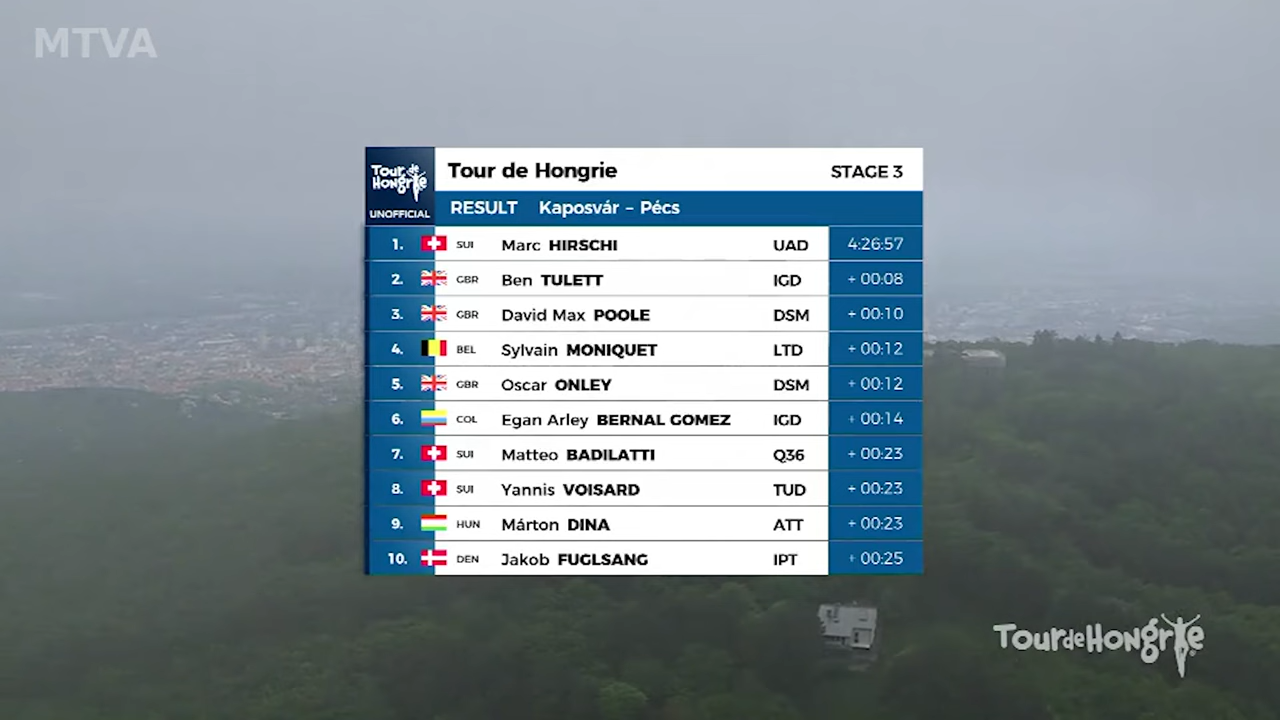 MTVA
Tour de Hongrie
UNOFFICIAL
Tour de Hongrie STAGE 3
RESULT Kaposvár – Pécs
1. SUI Marc HIRSCHI UAD 4:26:57
2. GBR Ben TULETT IGD + 00:08
3. GBR David Max POOLE DSM + 00:10
4. BEL Sylvain MONIQUET LTD + 00:12
5. GBR Oscar ONLEY DSM + 00:12
6. COL Egan Arley BERNAL GOMEZ IGD + 00:14
7. SUI Matteo BADILATTI Q36 + 00:23
8. SUI Yannis VOISARD TUD + 00:23
9. HUN Márton DINA ATT + 00:23
10. DEN Jakob FUGLSANG IPT + 00:25
Tour de Hongrie